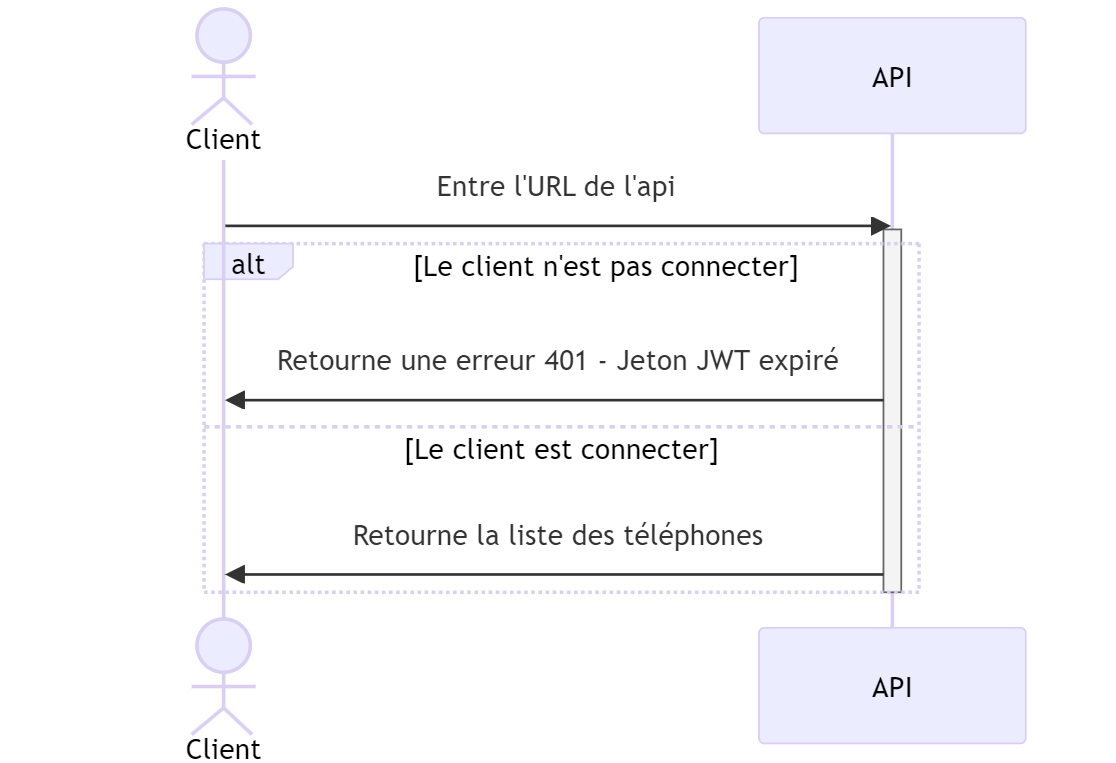 Client
API
Entre l'URL de l'api
alt
[Le client n'est pas connecter]
Retourne une erreur 401 - Jeton JWT expiré
[Le client est connecter]
Retourne la liste des téléphones
Client
API